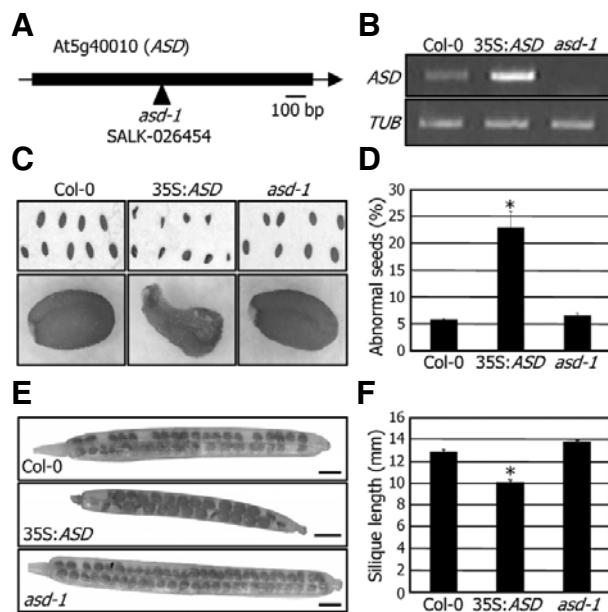 A
At5g40010 (ASD)
asd-1
SALK-026454
100 bp
B
Col-0 35S:ASD asd-1
ASD
TUB
C
Col-0 35S:ASD asd-1
D
Abnormal seeds (%)
30
25
20
15
10
5
0
*
Col-0 35S:ASD asd-1
E
Col-0
35S:ASD
asd-1
F
Silique length (mm)
16
14
12
10
8
6
4
2
0
*
Col-0 35S:ASD asd-1